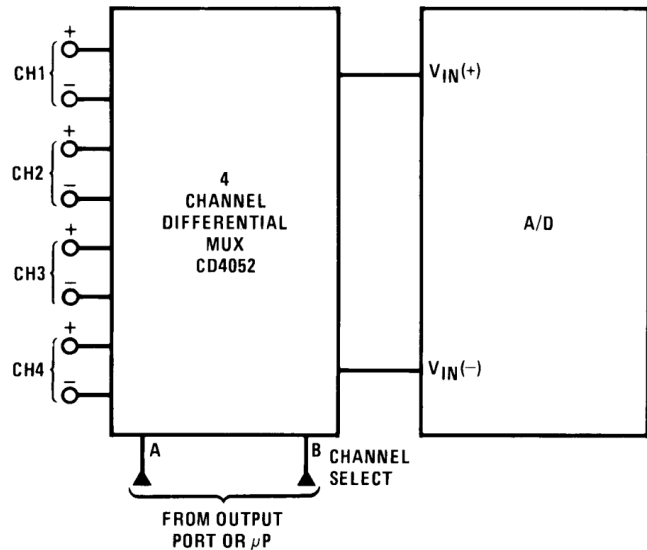 +
CH1
−
+
CH2
−
+
CH3
−
+
CH4
−
4
CHANNEL
DIFFERENTIAL
MUX
CD4052
VIN(+)
A/D
VIN(−)
A
B
CHANNEL
SELECT
FROM OUTPUT
PORT OR μP